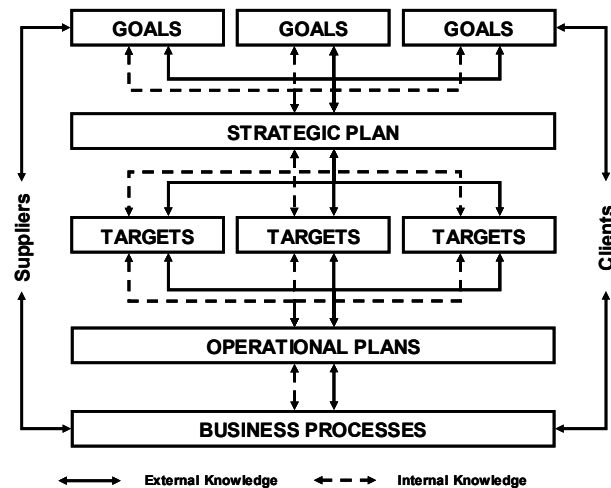 GOALS GOALS GOALS
STRATEGIC PLAN
Suppliers
Clients
TARGETS TARGETS TARGETS
OPERATIONAL PLANS
BUSINESS PROCESSES
External Knowledge Internal Knowledge